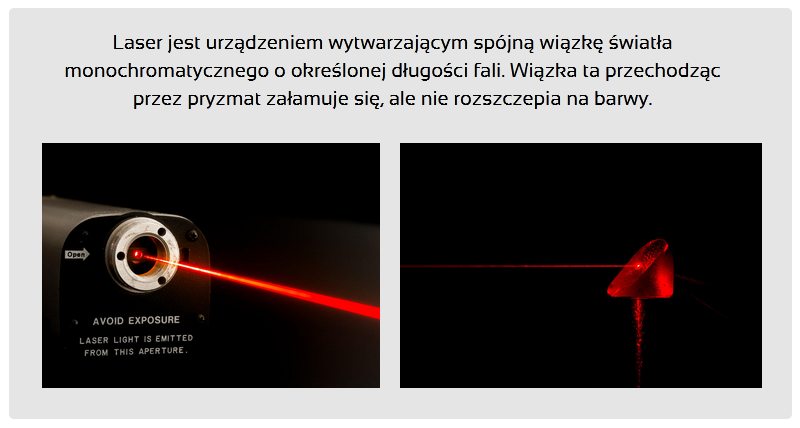 Laser jest urządzeniem wytwarzającym spójną wiązkę światła
monochromatycznego o określonej długości fali. Wiązka ta przechodząc
przez pryzmat załamuje się, ale nie rozszczepia na barwy.
Open
AVOID EXPOSURE
LASER LIGHT IS EMITTED
FROM THIS APERTURE.